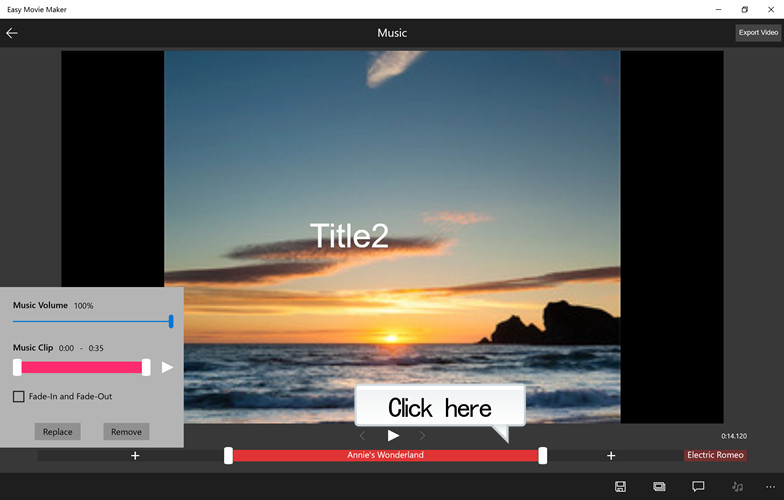 Easy Movie Maker
Music
Export Video
Title2
Music Volume 100%
Music Clip 0:00 - 0:35
Fade-In and Fade-Out
Replace Remove
Click here
0:14.120
+ Annie's Wonderland + Electric Romeo